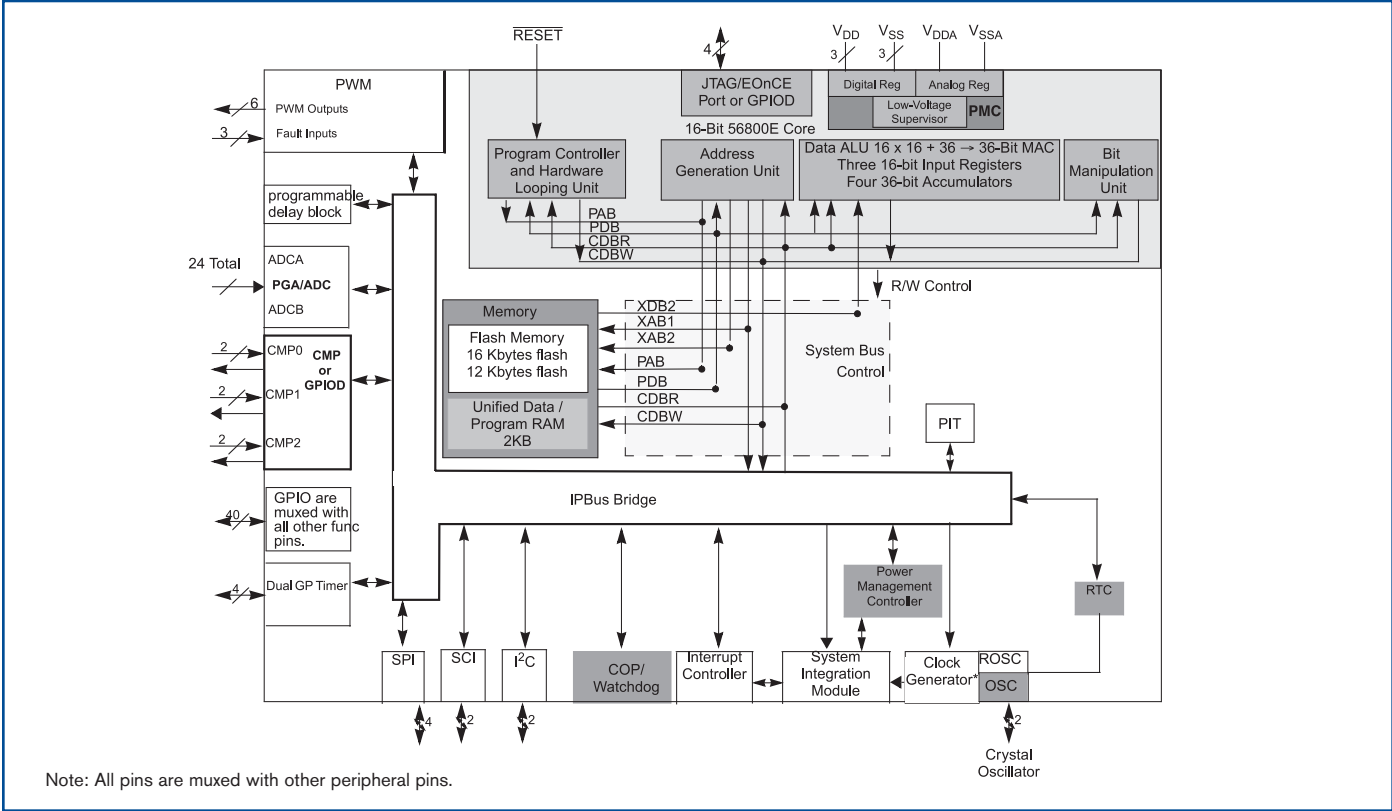 RESET
4
VDD
VSS
VDDA
VSSA
3
3
PWM
6
PWM Outputs
3
Fault Inputs
JTAG/EOnCE
Port or GPIOD
Digital Reg
Analog Reg
Low-Voltage
Supervisor
PMC
16-Bit 56800E Core
Program Controller
and Hardware
Looping Unit
Address
Generation Unit
Data ALU 16 x 16 + 36 → 36-Bit MAC
Three 16-bit Input Registers
Four 36-bit Accumulators
Bit
Manipulation
Unit
PAB
PDB
CDBR
CDBW
programmable
delay block
24 Total
ADCA
PGA/ADC
ADCB
R/W Control
Memory
Flash Memory
16 Kbytes flash
12 Kbytes flash
Unified Data /
Program RAM
2KB
XDB2
XAB1
XAB2
PAB
PDB
CDBR
CDBW
System Bus
Control
2
CMP0
CMP
or
GPIOD
2
CMP1
2
CMP2
PIT
IPBus Bridge
40
GPIO are
muxed with
all other func
pins.
4
Dual GP Timer
Power
Management
Controller
RTC
SPI
SCI
I²C
COP/
Watchdog
Interrupt
Controller
System
Integration
Module
Clock
Generator*
ROSC
OSC
4
2
2
2
Crystal
Oscillator
Note: All pins are muxed with other peripheral pins.